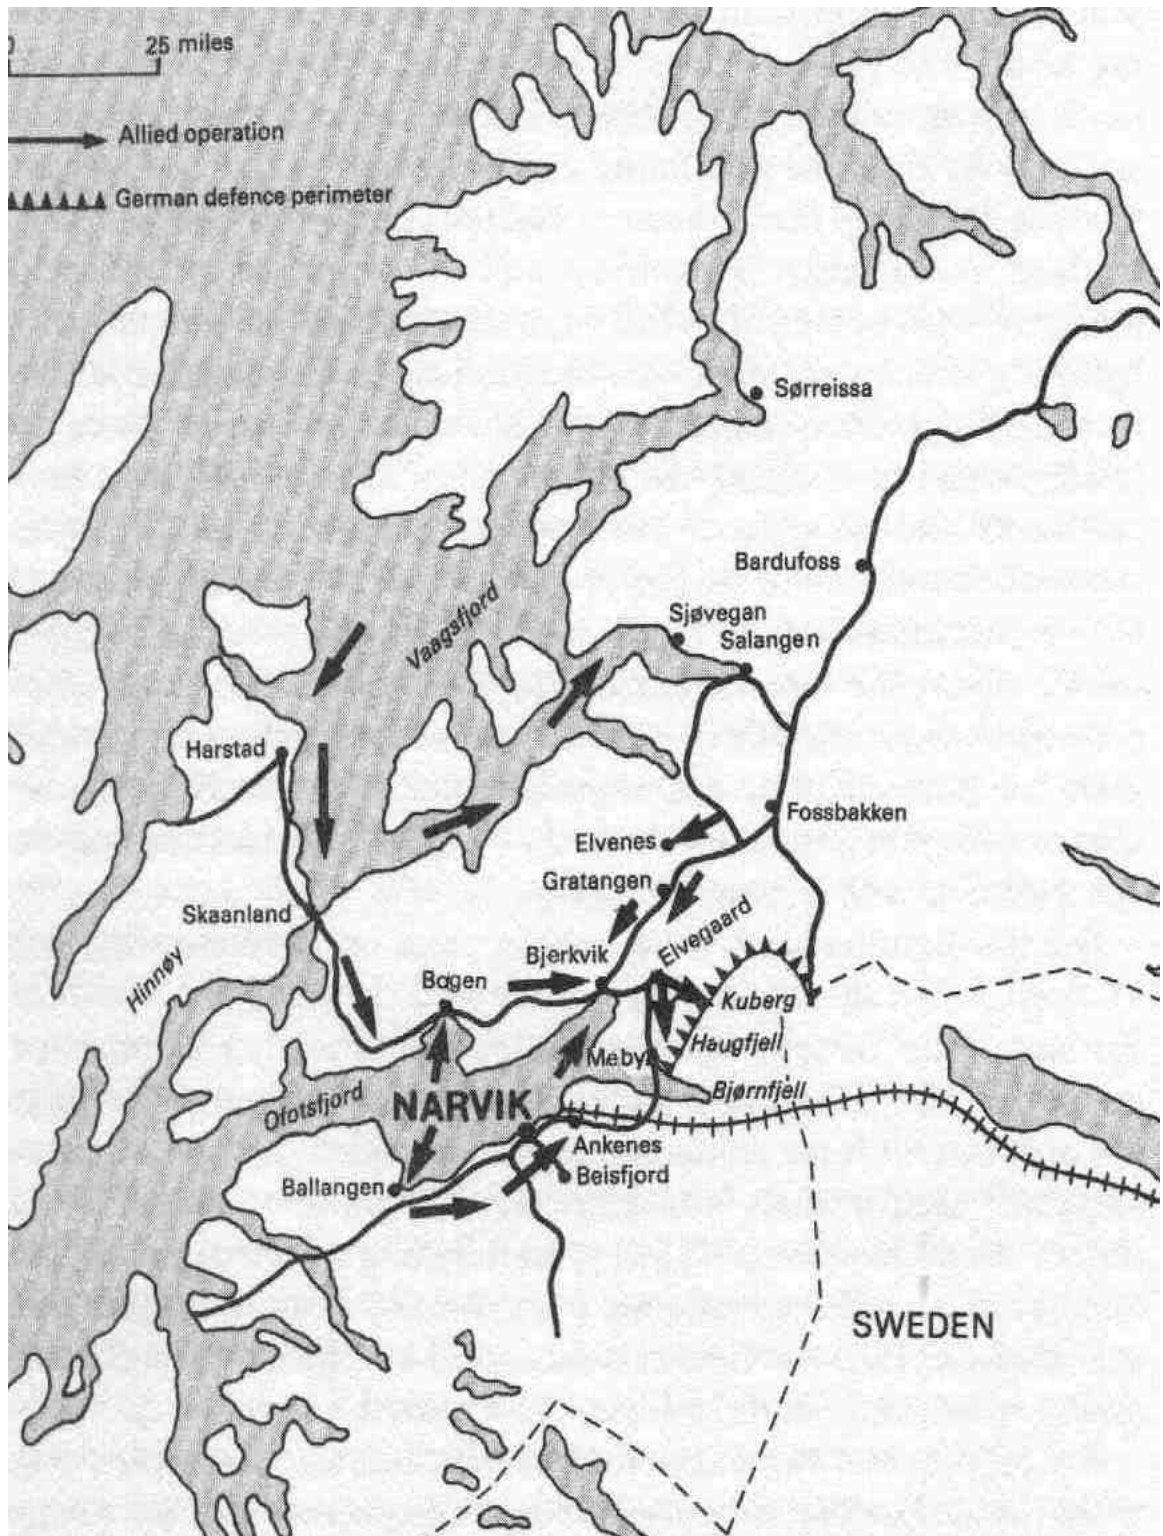 25 miles
Allied operation
German defence perimeter
Sørreissa
Bardufoss
Vaagsfjord
Sjøvegan
Salangen
Harstad
Fossbakken
Elvenes
Gratangen
Skaanland
Elvegaard
Bjerkvik
Hinnøy
Bogen
Kuberg
Haugfjell
Meby
Bjørnfjell
Ofotsfjord
NARVIK
Ankenes
Beisfjord
Ballangen
SWEDEN